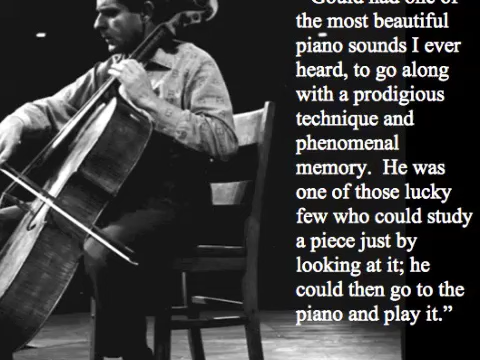 “Gould had one of
the most beautiful
piano sounds I ever
heard, to go along
with a prodigious
technique and
phenomenal
memory.  He was
one of those lucky
few who could study
a piece just by
looking at it; he
could then go to the
piano and play it.”